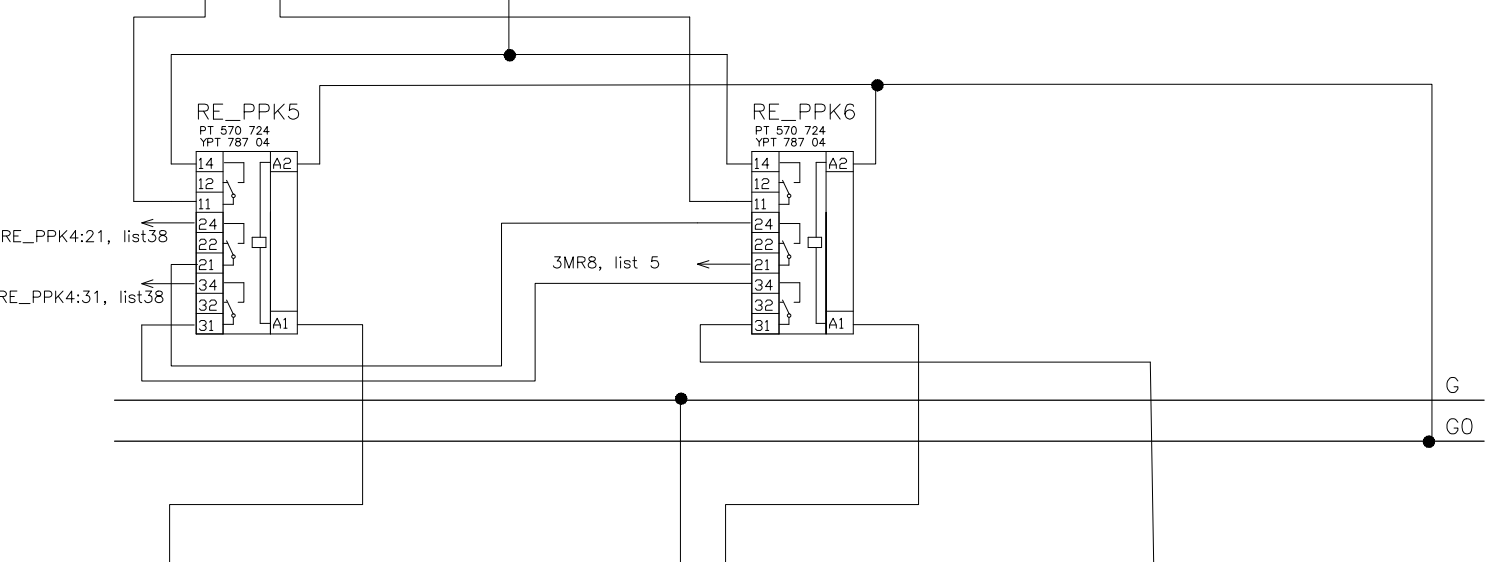 RE_PPK5
PT 570 724
YPT 787 04
14
12
11
24
22
21
34
32
31
A2
A1
RE_PPK4:21, list38
RE_PPK4:31, list38
RE_PPK6
PT 570 724
YPT 787 04
14
12
11
24
22
21
34
32
31
A2
A1
3MR8, list 5
G
G0